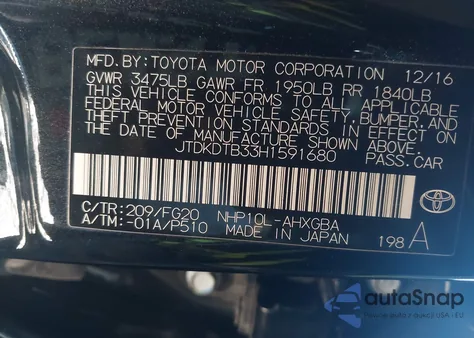 MFD.BY: TOYOTA MOTOR CORPORATION 12/16
GVWR 3475LB GAWR FR 1950LB RR 1840LB
THIS VEHICLE CONFORMS TO ALL APPLICABLE
FEDERAL MOTOR VEHICLE SAFETY,BUMPER,AND
THEFT PREVENTION STANDARDS IN EFFECT ON
THE DATE OF MANUFACTURE SHOWN ABOVE.
JTDKDTB33H1591680 PASS.CAR
C/TR:209/FG20 NHP10L-AHXGBA
A/TM:-01A/P510 MADE IN JAPAN 198 A
TOYOTA
autoSnap